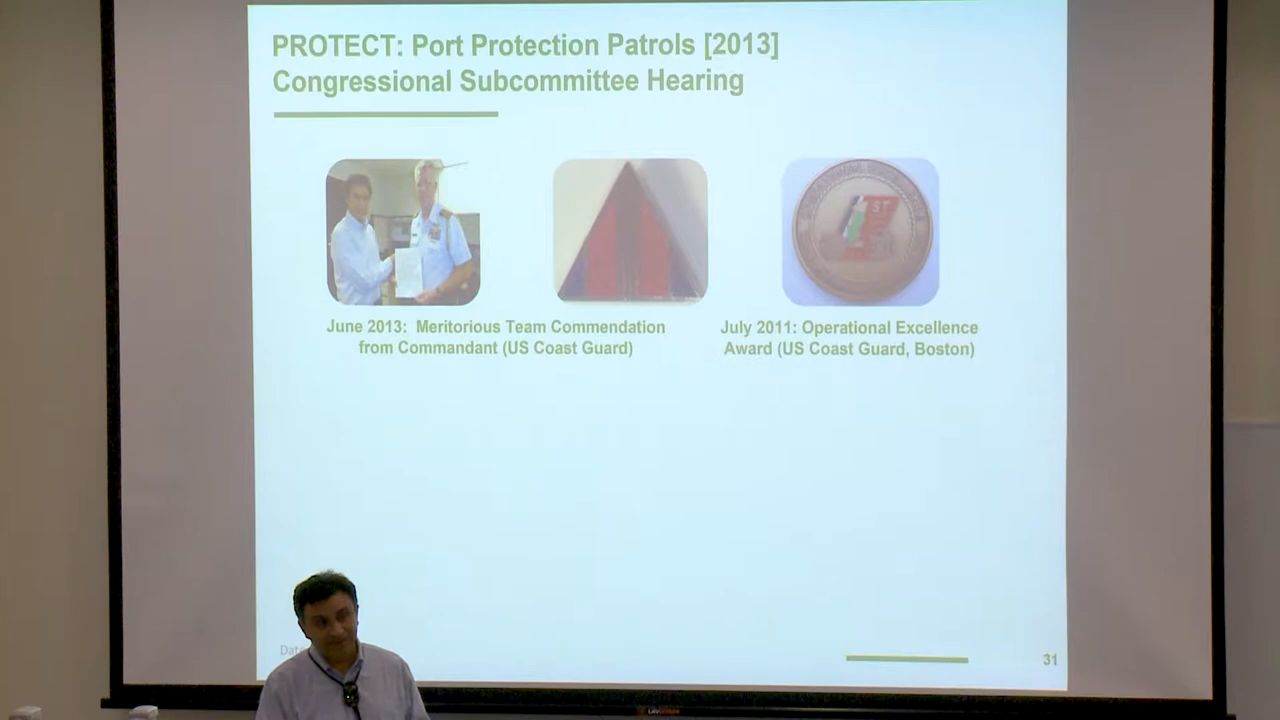 PROTECT: Port Protection Patrols [2013]
Congressional Subcommittee Hearing
June 2013: Meritorious Team Commendation
from Commandant (US Coast Guard)
July 2011: Operational Excellence
Award (US Coast Guard, Boston)
31